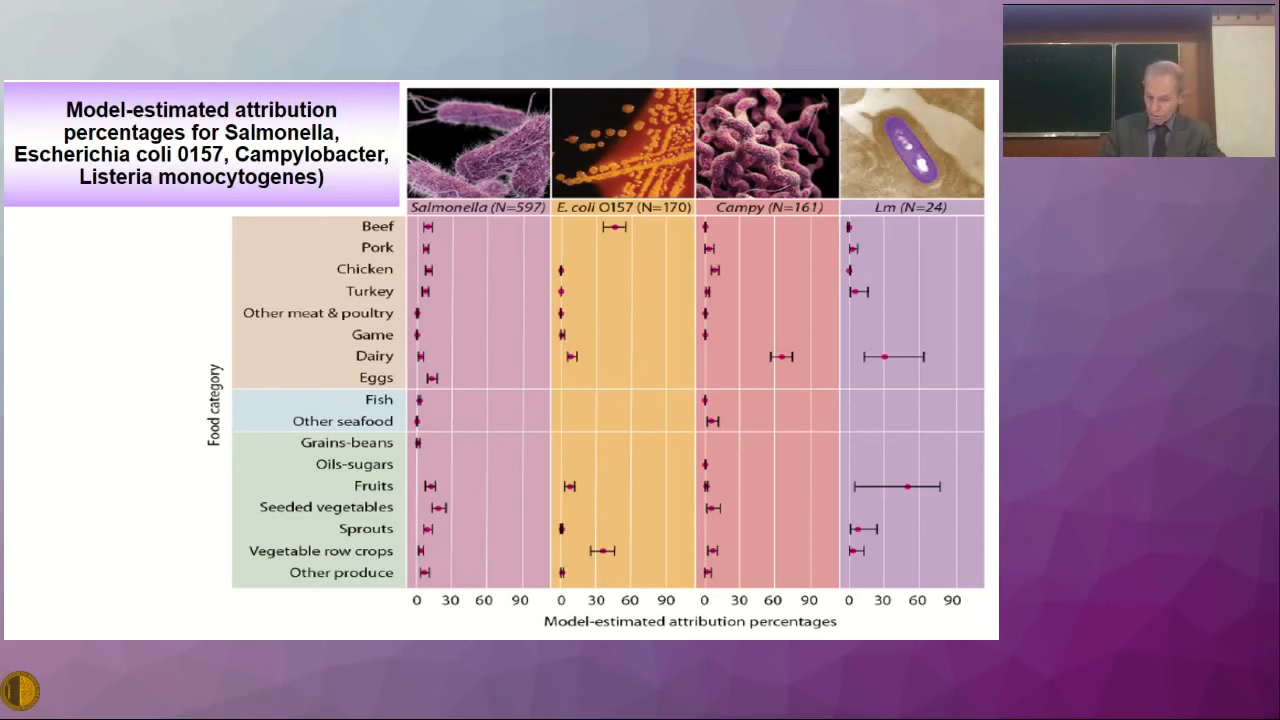 Model-estimated attribution
percentages for Salmonella,
Escherichia coli 0157, Campylobacter,
Listeria monocytogenes)
Salmonella (N=597)
E. coli O157 (N=170)
Campy (N=161)
Lm (N=24)
Food category
Beef
Pork
Chicken
Turkey
Other meat & poultry
Game
Dairy
Eggs
Fish
Other seafood
Grains-beans
Oils-sugars
Fruits
Seeded vegetables
Sprouts
Vegetable row crops
Other produce
0 30 60 90 0 30 60 90 0 30 60 90 0 30 60 90
Model-estimated attribution percentages